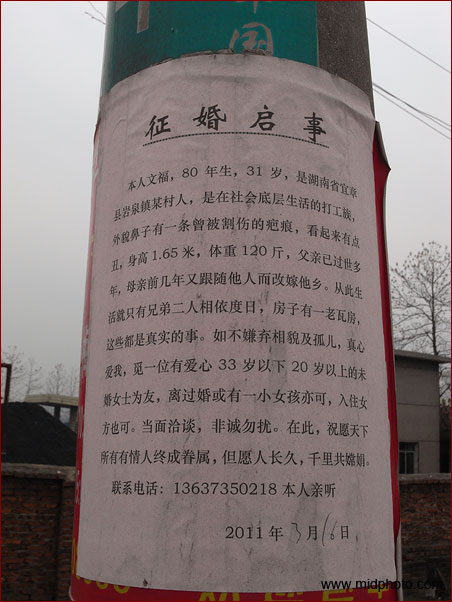 国
征婚启事
本人文福，80年生，31岁，是湖南省宜章
县岩泉镇某村人，是在社会底层生活的打工族，
外貌鼻子有一条曾被割伤的疤痕，看起来有点
丑，身高1.65米，体重120斤，父亲已过世多
年，母亲前几年又跟随他人而改嫁他乡。从此生
活就只有兄弟二人相依度日，房子有一老瓦房，
这些都是真实的事。如不嫌弃相貌及孤儿，真心
爱我，觅一位有爱心33岁以下20岁以上的未
婚女士为友，离过婚或有一小女孩亦可，入住女
方也可。当面洽谈，非诚勿扰。在此，祝愿天下
所有有情人终成眷属，但愿人长久，千里共嫦娟。
联系电话：13637350218 本人亲听
2011年3月16日
www.midphoto.com